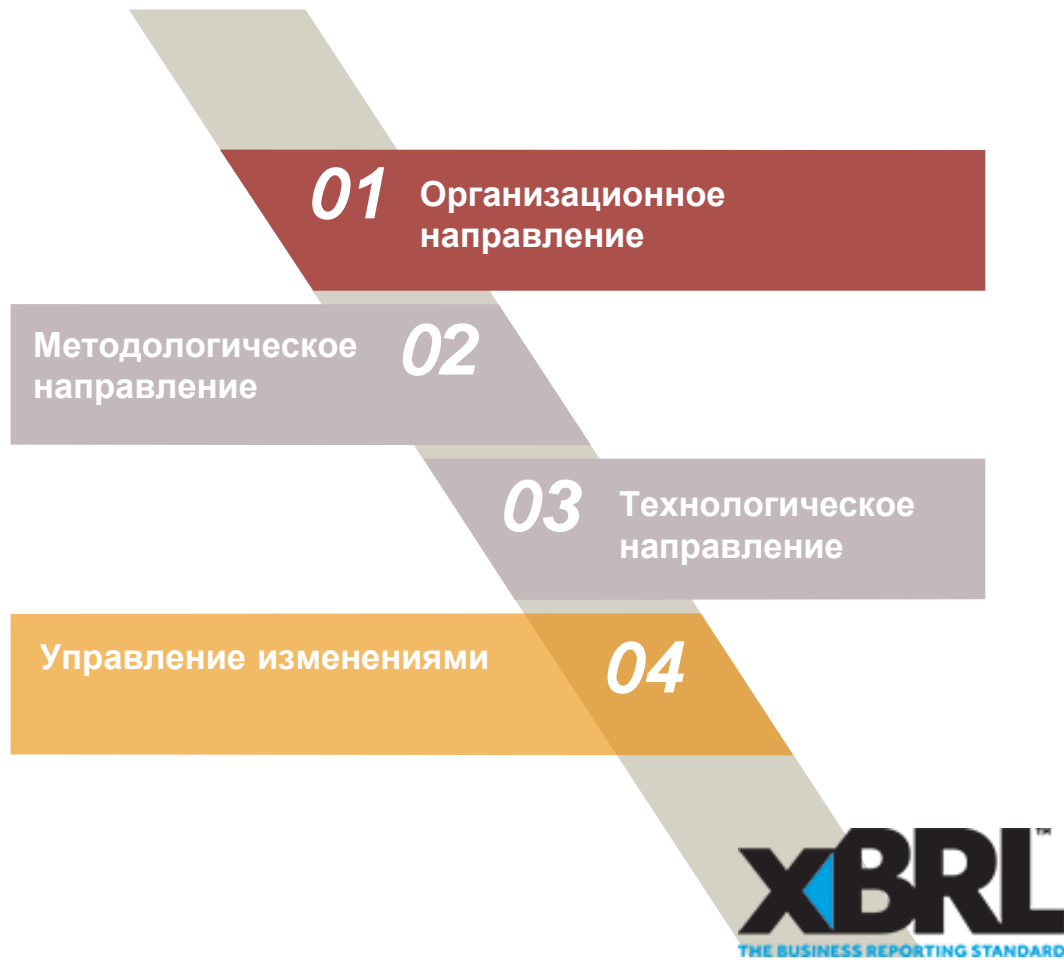 01
Организационное
направление
Методологическое
направление
02
03
Технологическое
направление
Управление изменениями
04
XBRL™
THE BUSINESS REPORTING STANDARD